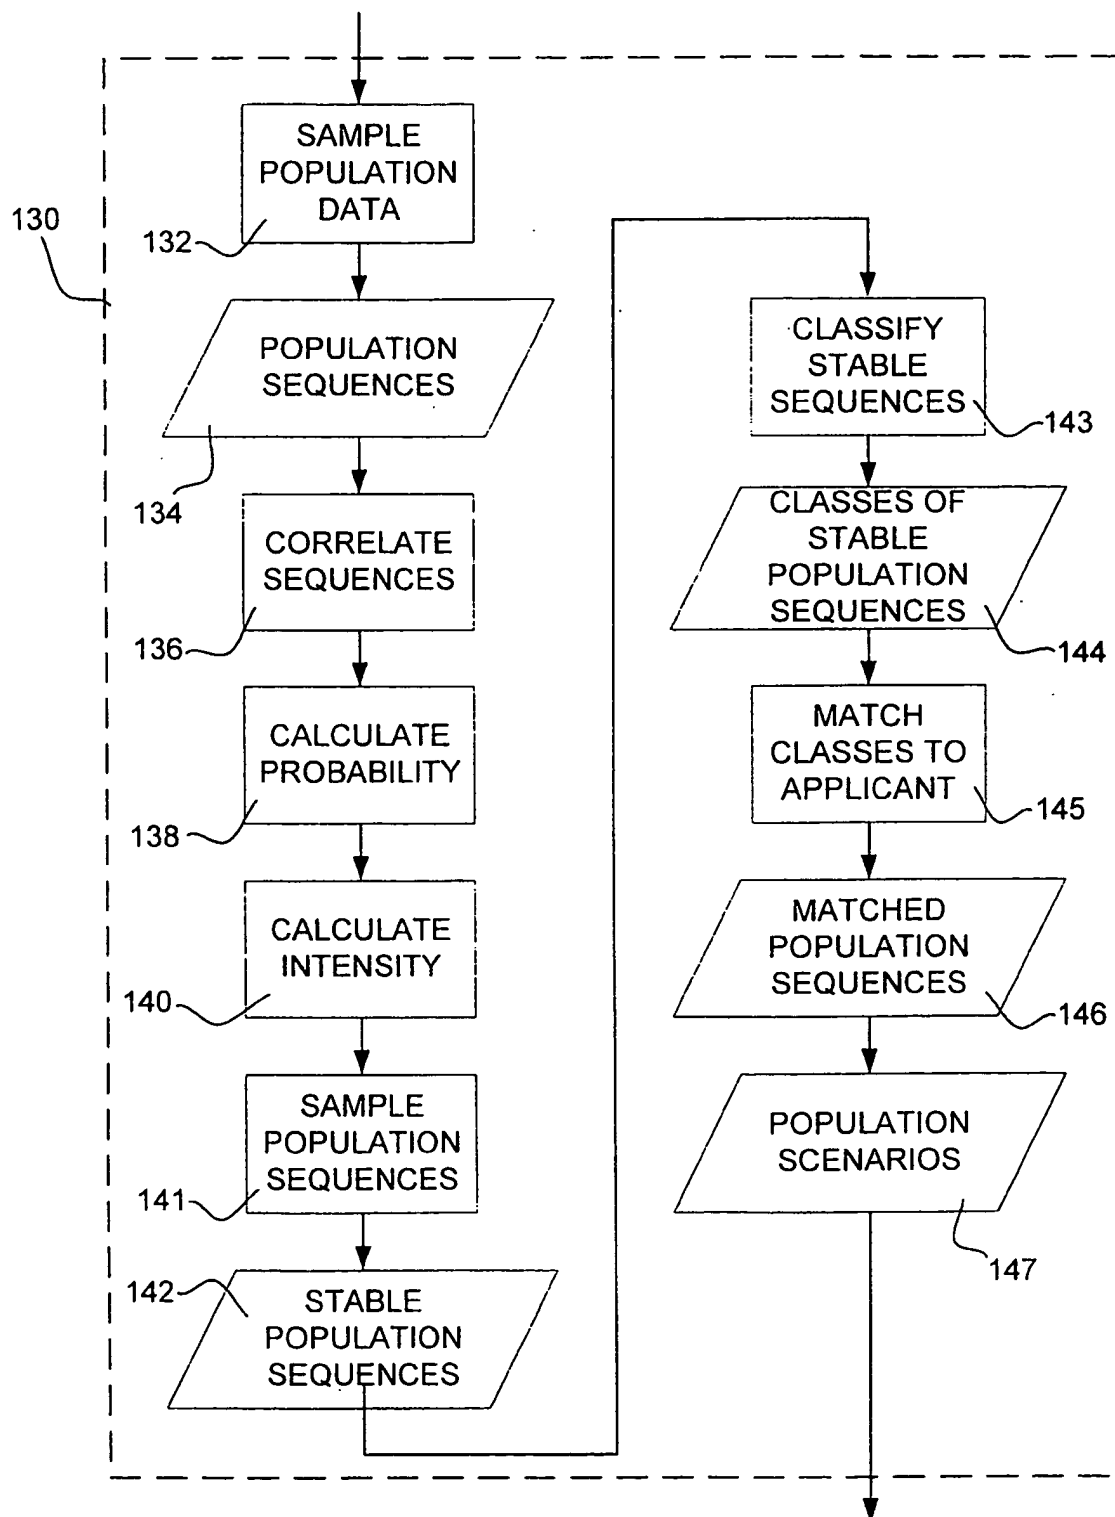 130
SAMPLE
POPULATION
DATA
132
POPULATION
SEQUENCES
134
CORRELATE
SEQUENCES
136
CALCULATE
PROBABILITY
138
CALCULATE
INTENSITY
140
SAMPLE
POPULATION
SEQUENCES
141
142
STABLE
POPULATION
SEQUENCES
CLASSIFY
STABLE
SEQUENCES
143
CLASSES OF
STABLE
POPULATION
SEQUENCES
144
MATCH
CLASSES TO
APPLICANT
145
MATCHED
POPULATION
SEQUENCES
146
POPULATION
SCENARIOS
147